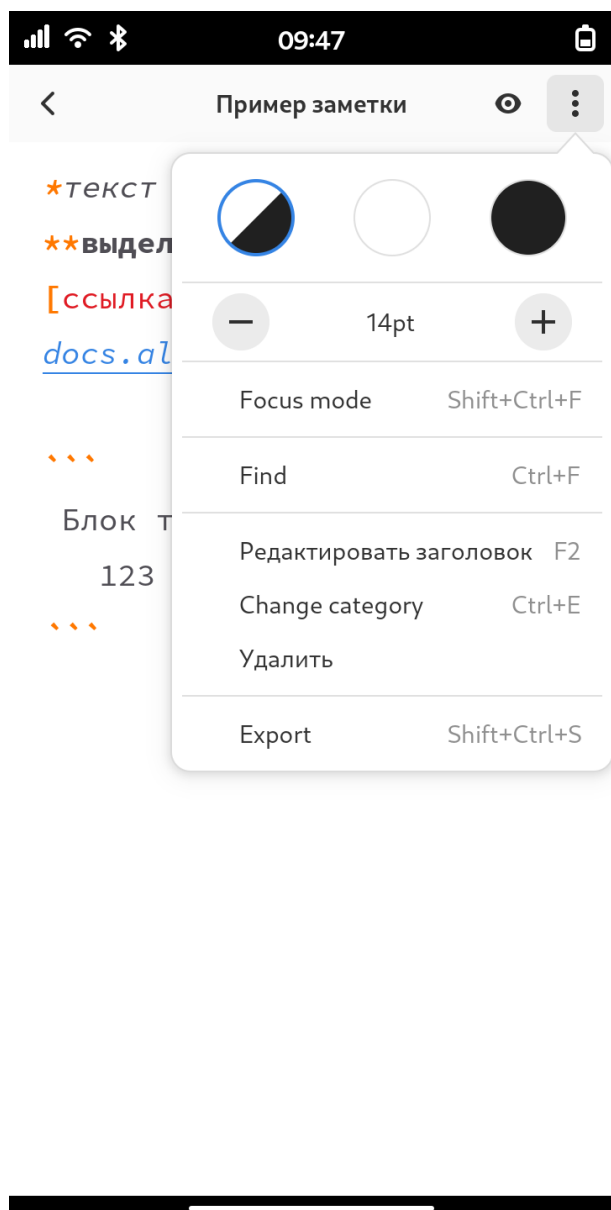 09:47
Пример заметки
*текст
**выдел
[ссылка
docs.al
```
Блок т
123
```
14pt
Focus mode Shift+Ctrl+F
Find Ctrl+F
Редактировать заголовок F2
Change category Ctrl+E
Удалить
Export Shift+Ctrl+S